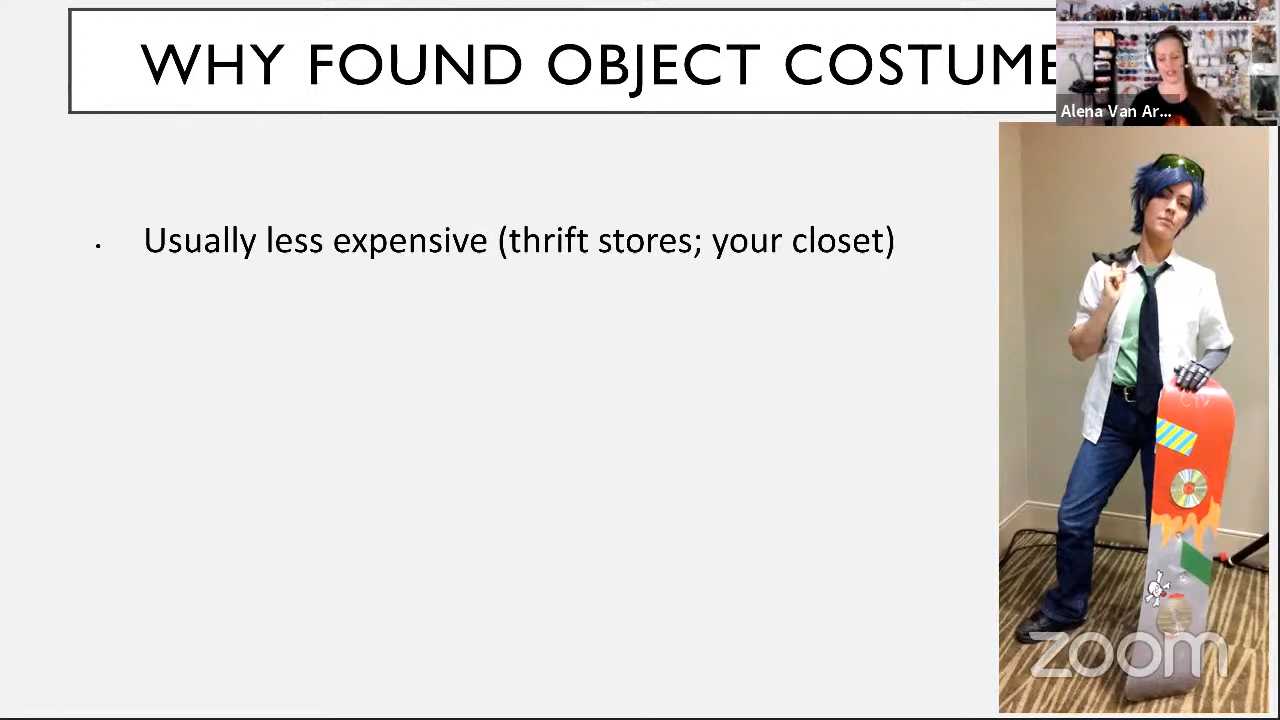 WHY FOUND OBJECT COSTUME
Alena Van Ar...
· Usually less expensive (thrift stores; your closet)
zoom